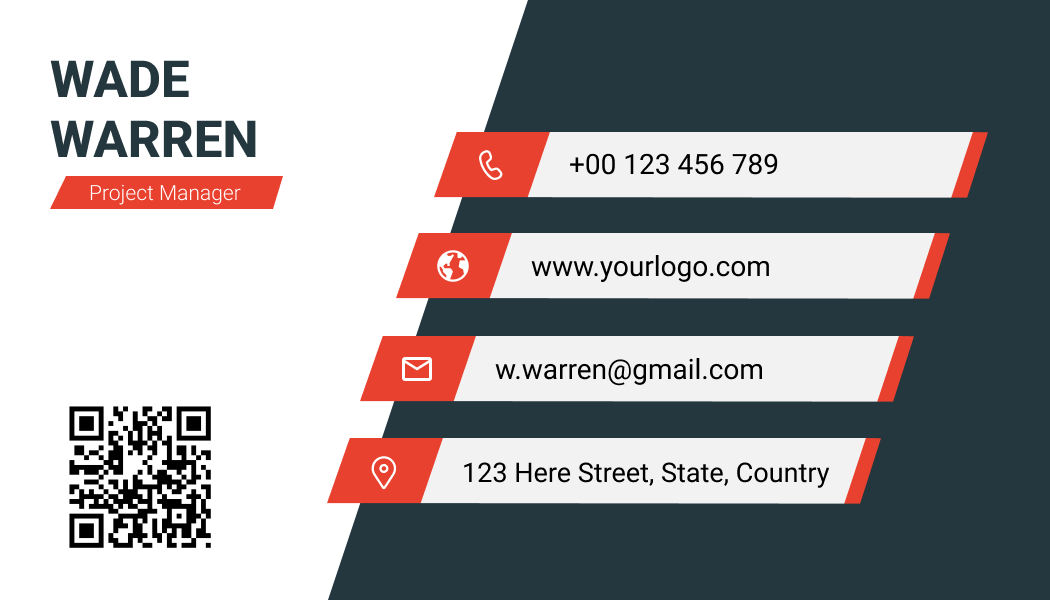 WADE
WARREN
Project Manager
+00 123 456 789
www.yourlogo.com
w.warren@gmail.com
123 Here Street, State, Country